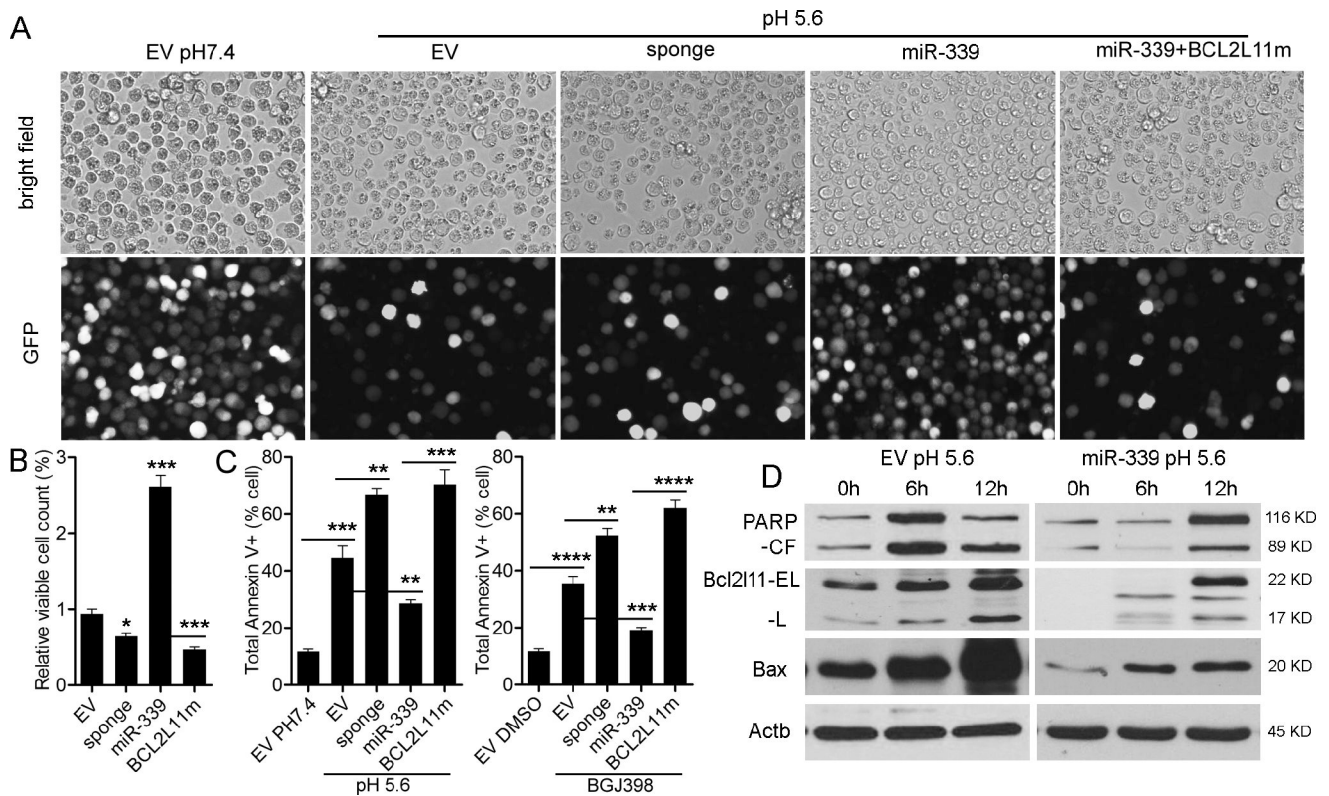 A
pH 5.6
EV pH7.4
EV
sponge
miR-339
miR-339+BCL2L11m
bright field
GFP
B
Relative viaible cell count (%)
3
2
1
0
***
*
***
EV
sponge
miR-339
BCL2L11m
C
Total Annexin V+ (% cell)
80
60
40
20
0
***
**
**
***
EV PH7.4
EV
sponge
miR-339
BCL2L11m
pH 5.6
Total Annexin V+ (% cell)
80
60
40
20
0
****
**
***
****
EV DMSO
EV
sponge
miR-339
BCL2L11m
BGJ398
D
EV pH 5.6
miR-339 pH 5.6
0h
6h
12h
0h
6h
12h
PARP
116 KD
-CF
89 KD
Bcl2l11-EL
22 KD
-L
17 KD
Bax
20 KD
Actb
45 KD